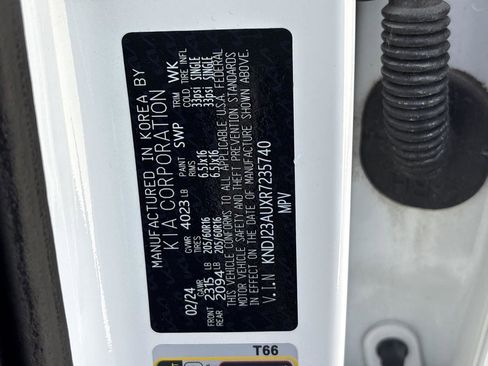 MANUFACTURED IN KOREA BY
KIA CORPORATION
02/24 GVWR 4023 LB PAINT SWP TRIM WK
GAWR TIRES RIMS COLD TIRE INFL
FRONT 2315 LB 205/60R16 6.5Jx16 33psi SINGLE
REAR 2094 LB 205/60R16 6.5Jx16 33psi SINGLE
THIS VEHICLE CONFORMS TO ALL APPLICABLE U.S.A. FEDERAL
MOTOR VEHICLE SAFETY AND THEFT PREVENTION STANDARDS
IN EFFECT ON THE DATE OF MANUFACTURE SHOWN ABOVE.
V.I.N KNDJ23AUXR7235740
MPV
T66